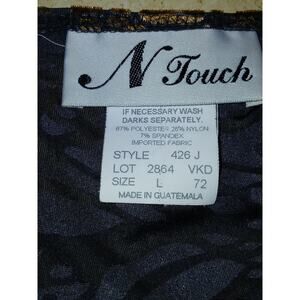 N Touch
IF NECESSARY WASH
DARKS SEPARATELY.
67% POLYESTER 26% NYLON
7% SPANDEX
IMPORTED FABRIC
STYLE 426 J
LOT 2864 VKD
SIZE L 72
MADE IN GUATEMALA